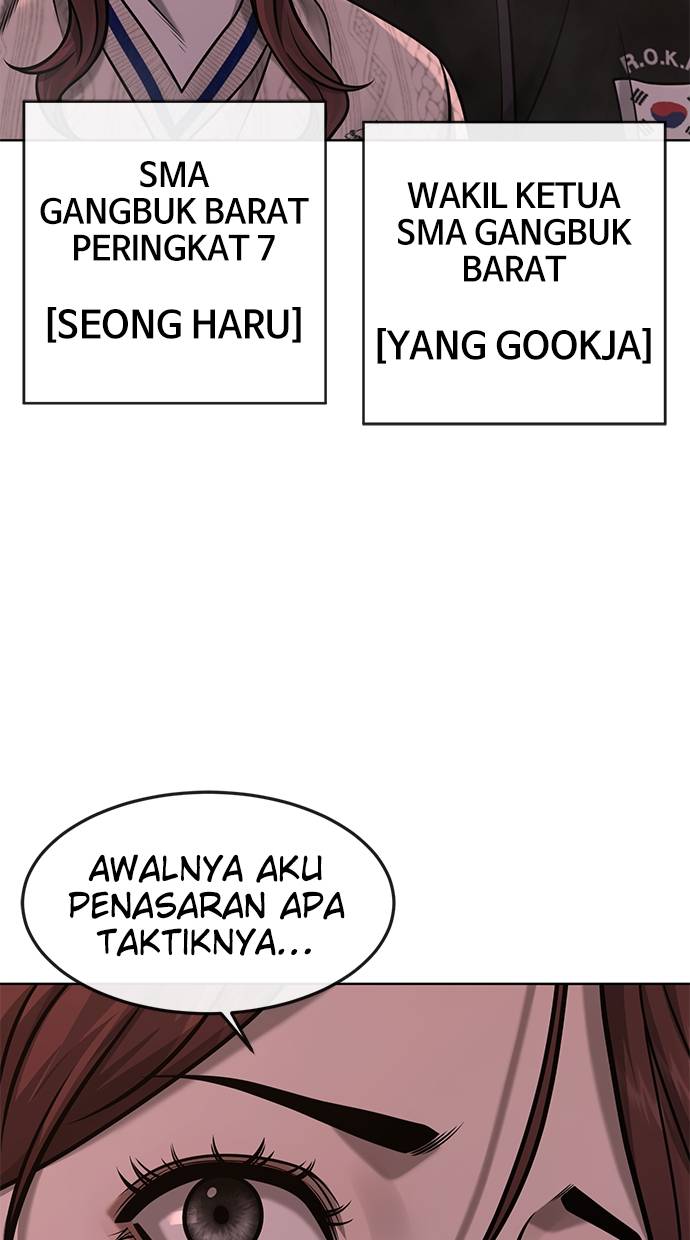 R.O.K.
SMA
GANGBUK BARAT
PERINGKAT 7
[SEONG HARU]
WAKIL KETUA
SMA GANGBUK
BARAT
[YANG GOOKJA]
AWALNYA AKU
PENASARAN APA
TAKTIKNYA...